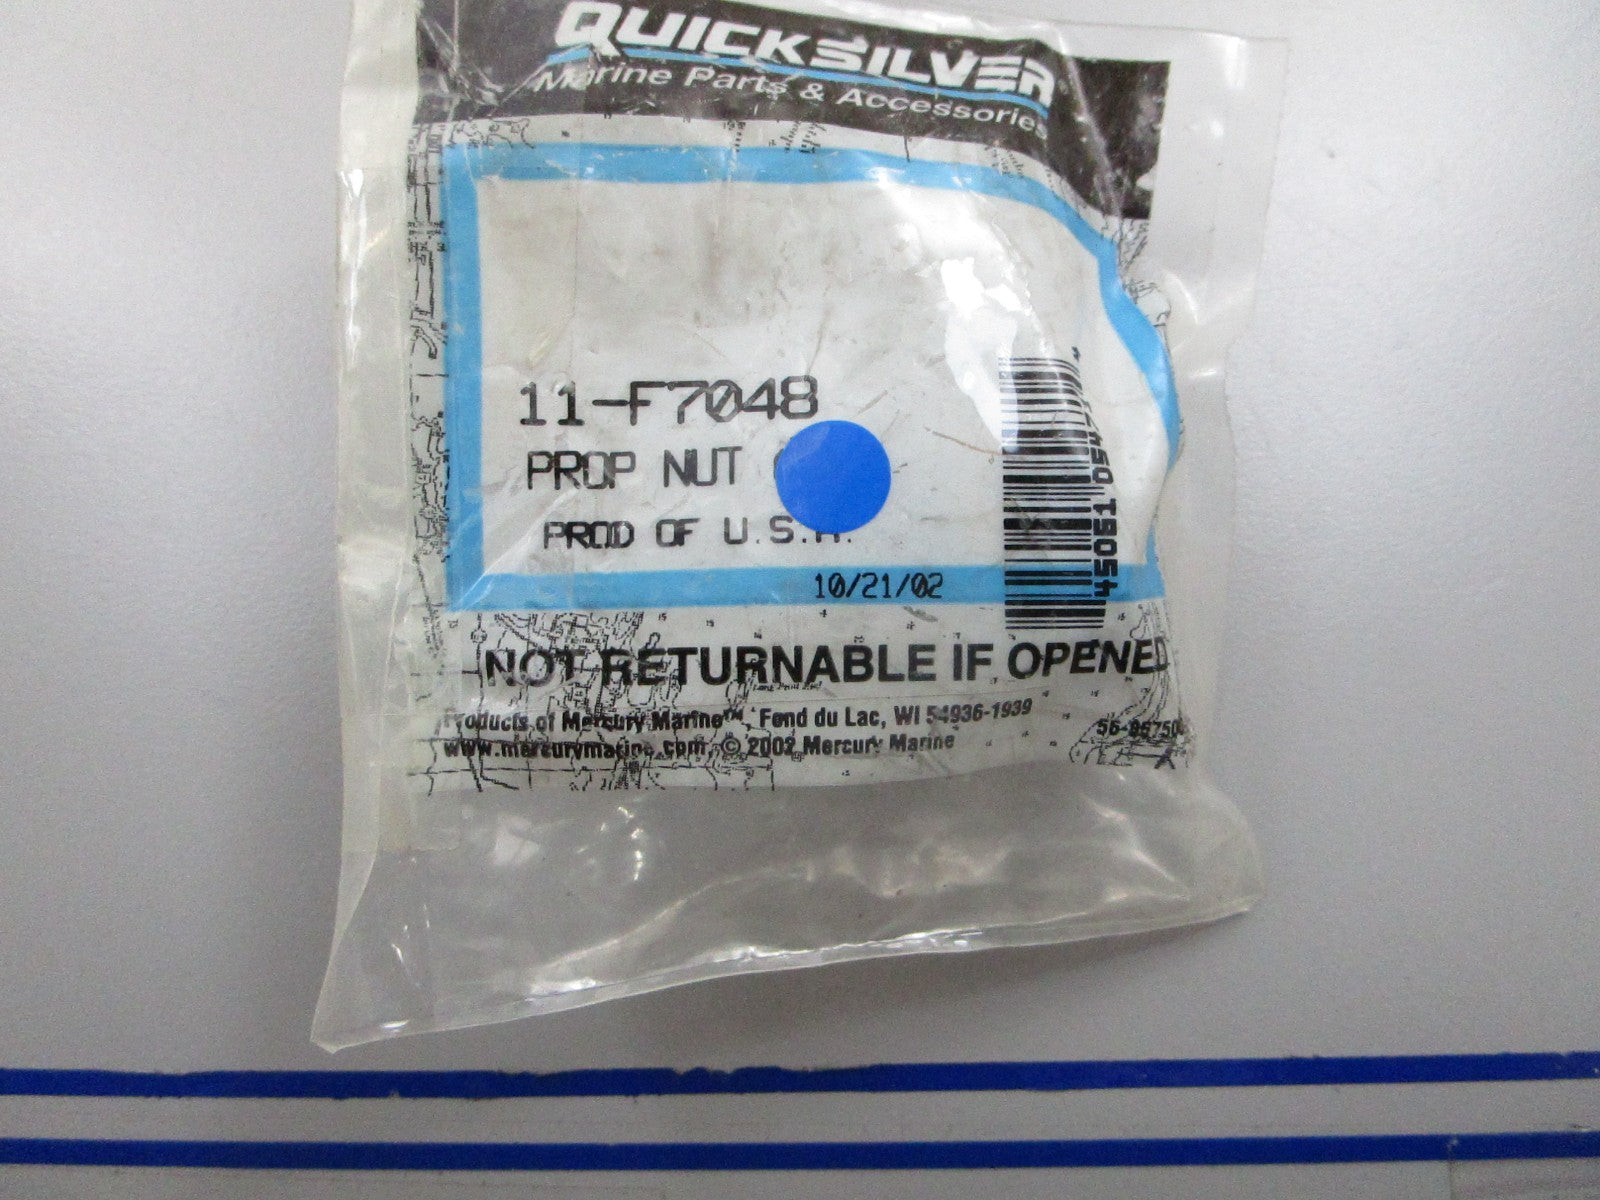 QUICKSILVER
Marine Parts & Accessories
11-F7048
PROP NUT
PROD OF U.S.A.
10/21/02
NOT RETURNABLE IF OPENED
Products of Mercury Marine™, Fond du Lac, WI 54936-1939
www.mercurymarine.com © 2002 Mercury Marine
45061